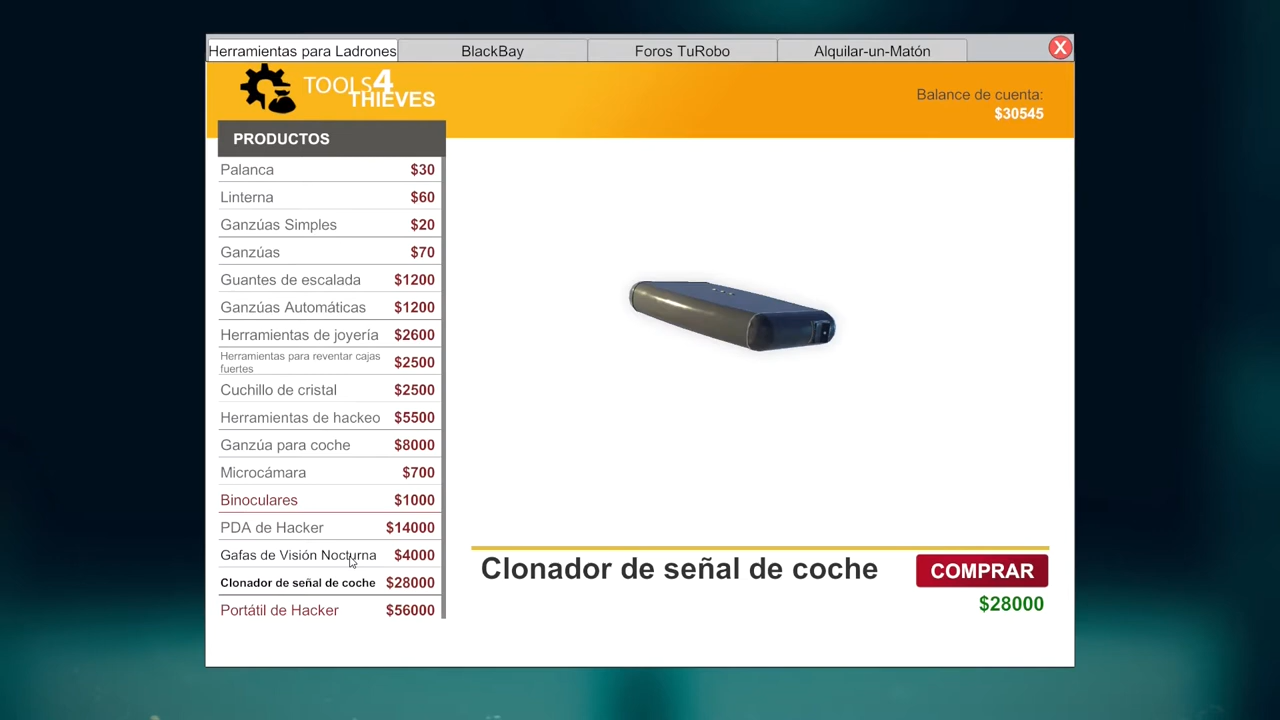 Herramientas para Ladrones
BlackBay
Foros TuRobo
Alquilar-un-Matón
X
TOOLS4
THIEVES
Balance de cuenta:
$30545
PRODUCTOS
Palanca $30
Linterna $60
Ganzúas Simples $20
Ganzúas $70
Guantes de escalada $1200
Ganzúas Automáticas $1200
Herramientas de joyería $2600
Herramientas para reventar cajas
fuertes $2500
Cuchillo de cristal $2500
Herramientas de hackeo $5500
Ganzúa para coche $8000
Microcámara $700
Binoculares $1000
PDA de Hacker $14000
Gafas de Visión Nocturna $4000
Clonador de señal de coche $28000
Portátil de Hacker $56000
Clonador de señal de coche
COMPRAR
$28000